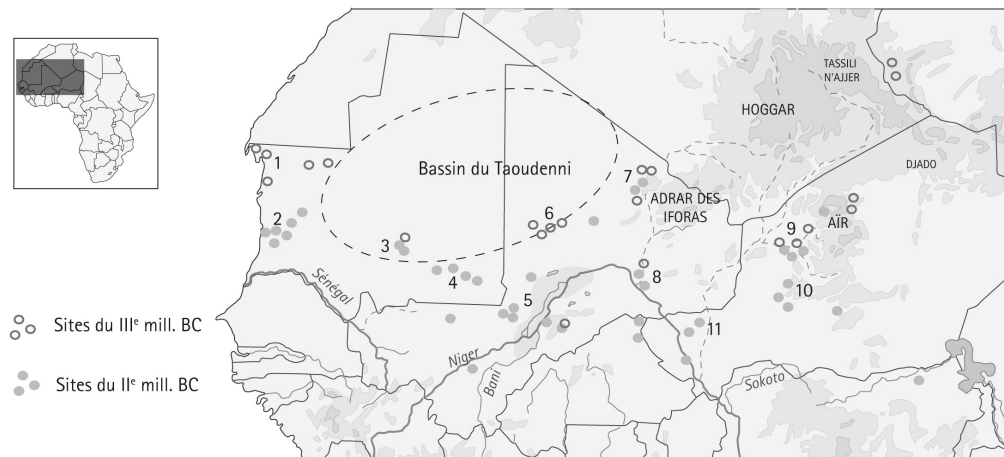 TASSILI
N'AJJER
HOGGAR
1
Bassin du Taoudenni
DJADO
7
ADRAR DES
IFORAS
2
6
AÏR
3
9
Sénégal
4
8
10
5
11
Sites du IIIe mill. BC
Niger
Bani
Sokoto
Sites du IIe mill. BC